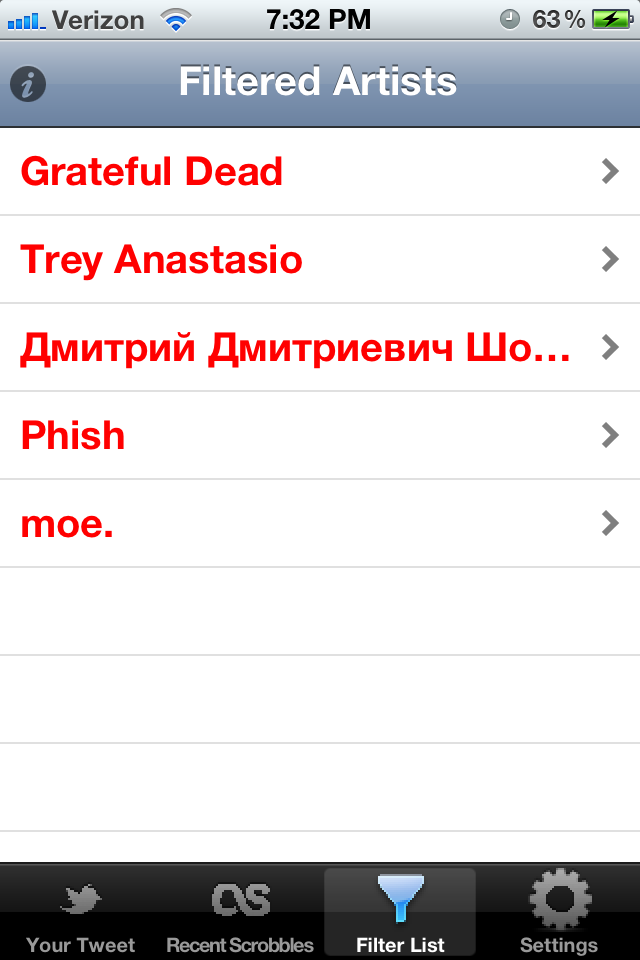 Verizon 7:32 PM 63%
Filtered Artists
Grateful Dead
Trey Anastasio
Дмитрий Дмитриевич Шо...
Phish
moe.
Your Tweet Recent Scrobbles Filter List Settings